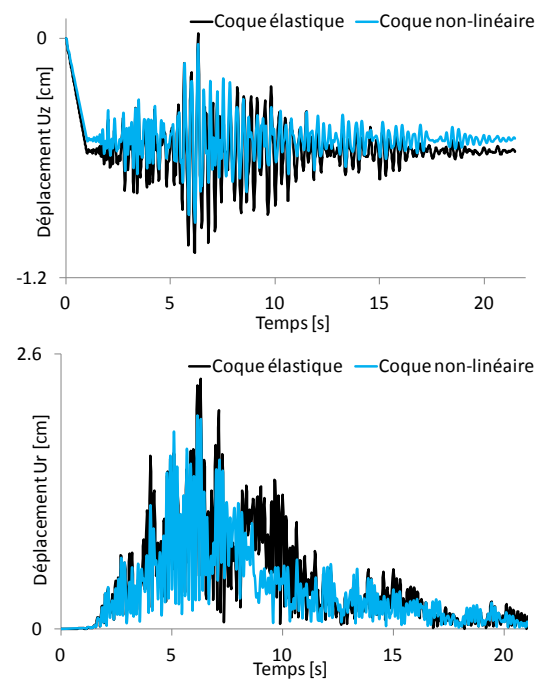 Coque élastique Coque non-linéaire
0
Déplacement Uz [cm]
-1.2
0 5 10 15 20
Temps [s]
2.6
Coque élastique Coque non-linéaire
Déplacement Ur [cm]
0
0 5 10 15 20
Temps [s]